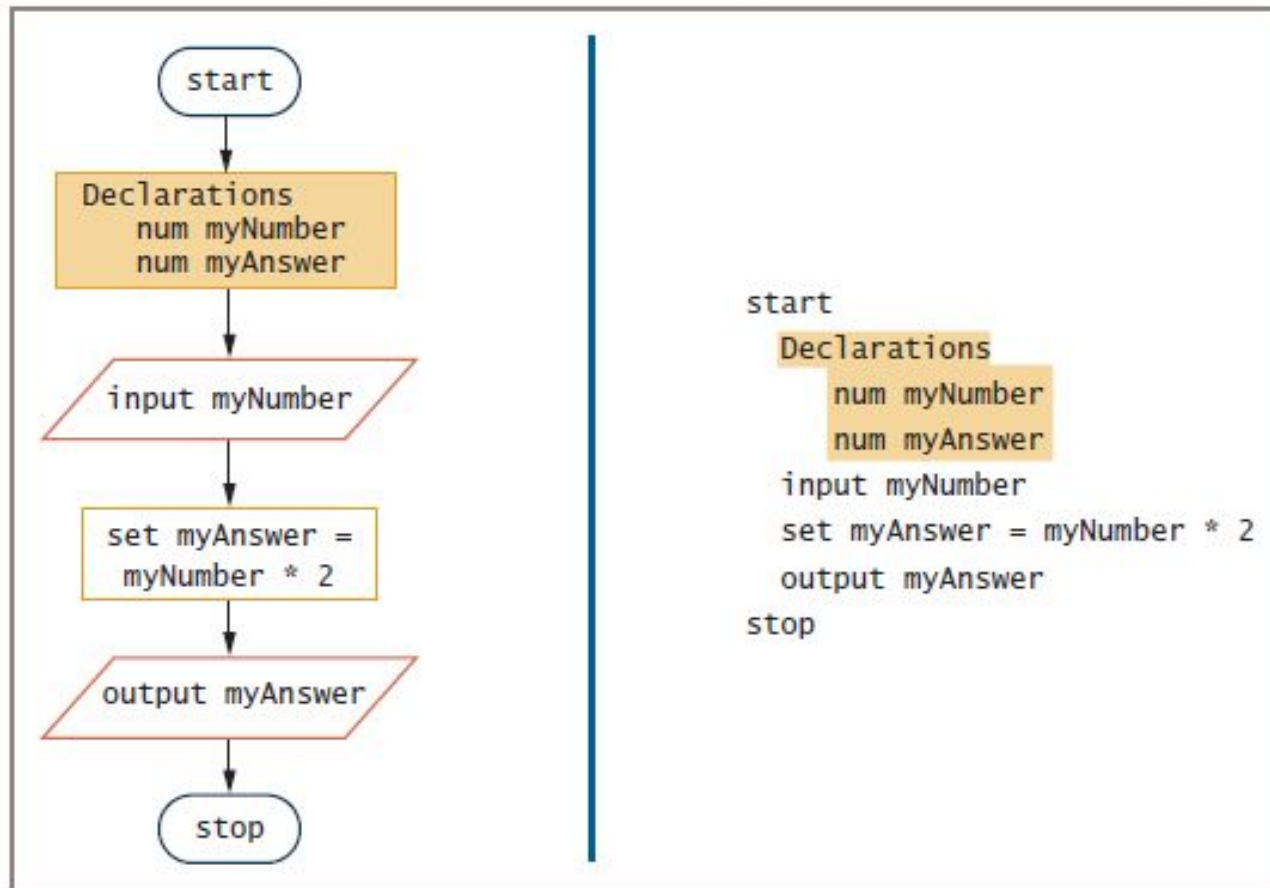 start
Declarations
num myNumber
num myAnswer
input myNumber
set myAnswer =
myNumber * 2
output myAnswer
stop
start
Declarations
num myNumber
num myAnswer
input myNumber
set myAnswer = myNumber * 2
output myAnswer
stop